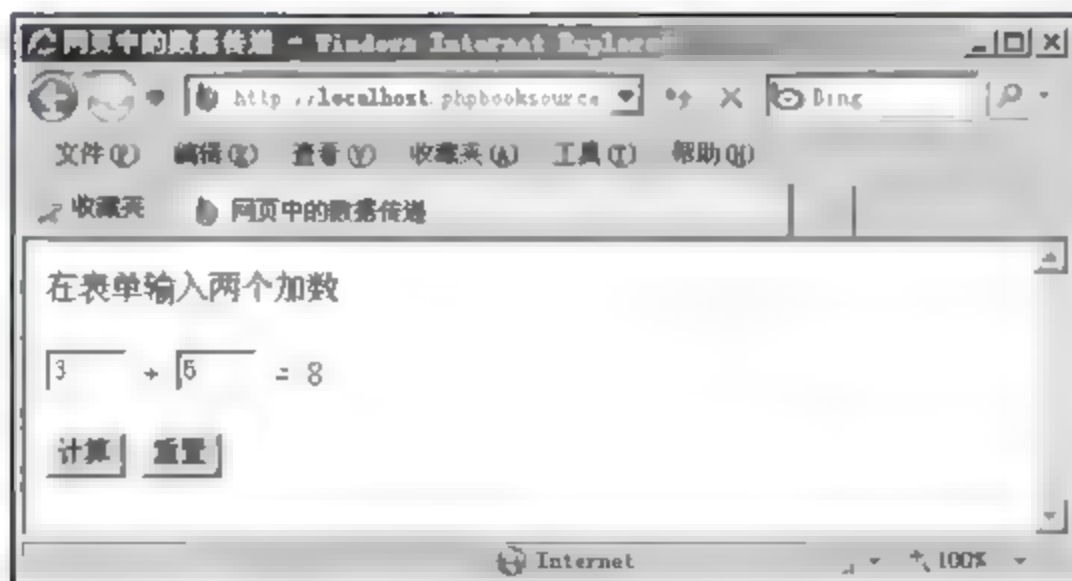 网页中的数据传递 - Windows Internet Explorer
http://localhost/phpbooksource
Bing
文件(F) 编辑(E) 查看(V) 收藏夹(A) 工具(T) 帮助(H)
收藏夹 网页中的数据传递
在表单输入两个加数
3 + 5 = 8
计算 重置
Internet 100%